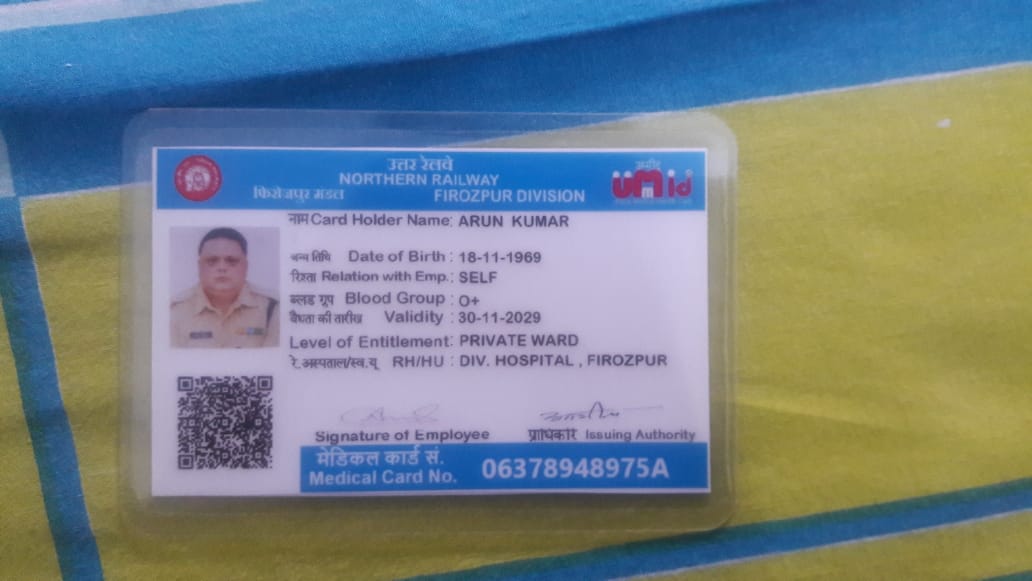 उत्तर रेलवे
NORTHERN RAILWAY
फिरोजपुर मंडल FIROZPUR DIVISION
उम्मीद
UMID
नाम Card Holder Name: ARUN KUMAR
जन्म तिथि Date of Birth : 18-11-1969
रिश्ता Relation with Emp.: SELF
ब्लड ग्रुप Blood Group : O+
वैधता की तारीख Validity : 30-11-2029
Level of Entitlement: PRIVATE WARD
रे.अस्पताल/स्व.यू RH/HU : DIV. HOSPITAL , FIROZPUR
Signature of Employee
प्राधिकारी Issuing Authority
मेडिकल कार्ड सं.
Medical Card No. 06378948975A